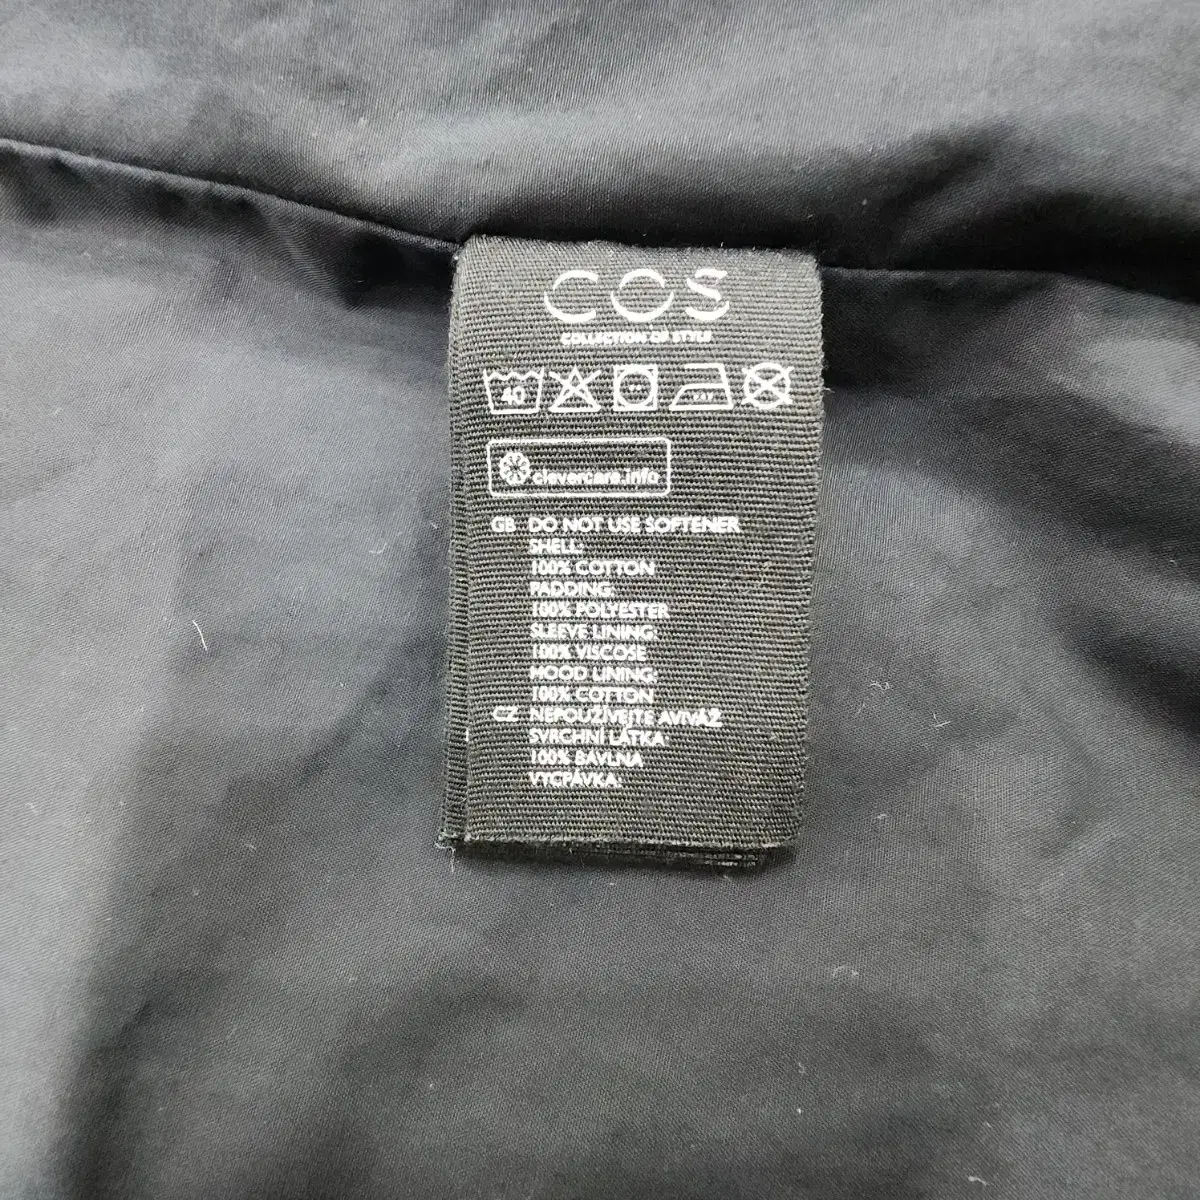 COS
COLLECTION OF STYLE
40
clevercare.info
GB DO NOT USE SOFTENER
SHELL:
100% COTTON
PADDING:
100% POLYESTER
SLEEVE LINING:
100% VISCOSE
HOOD LINING:
100% COTTON
CZ NEPOUŽÍVEJTE AVIVÁŽ
SVRCHNÍ LÁTKA
100% BAVLNA
VYCPÁVKA: